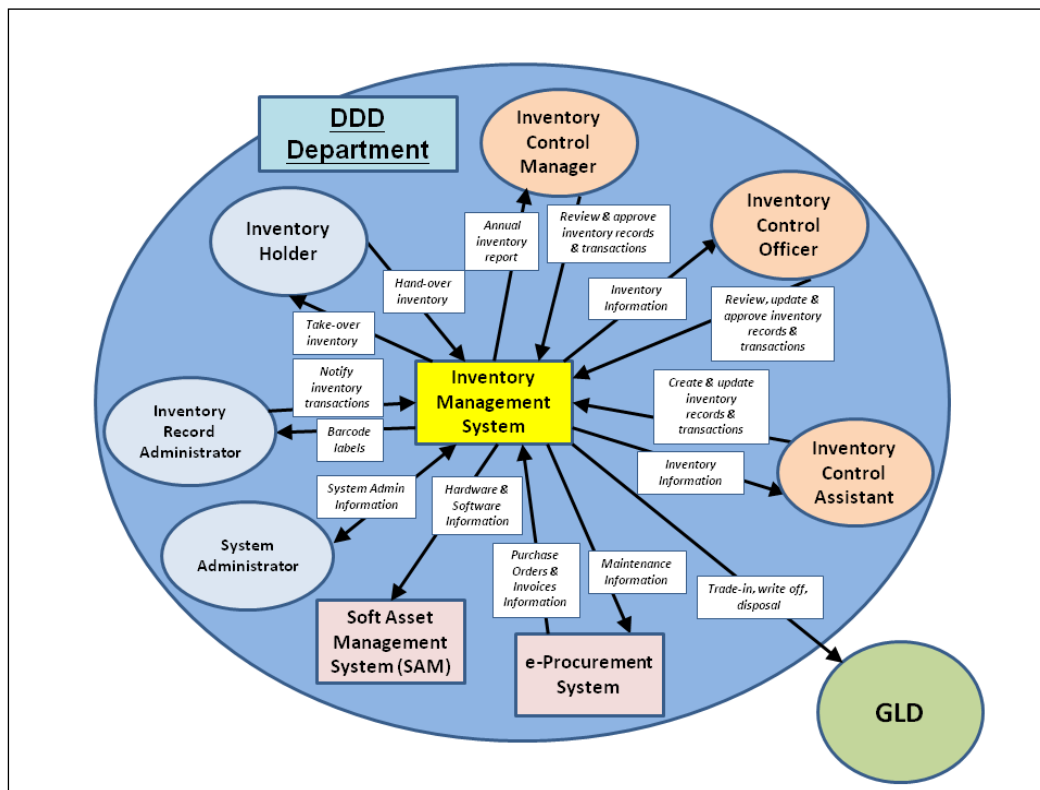 DDD
Department
Inventory
Control
Manager
Inventory
Control
Officer
Inventory
Holder
Annual
inventory
report
Review & approve
inventory records
& transactions
Hand-over
inventory
Inventory
Information
Review, update &
approve inventory
records &
transactions
Take-over
inventory
Notify
inventory
transactions
Inventory
Management
System
Create & update
inventory
records &
transactions
Inventory
Record
Administrator
Barcode
labels
Inventory
Information
Inventory
Control
Assistant
System Admin
Information
Hardware &
Software
Information
System
Administrator
Purchase
Orders &
Invoices
Information
Maintenance
Information
Trade-in, write off,
disposal
Soft Asset
Management
System (SAM)
e-Procurement
System
GLD